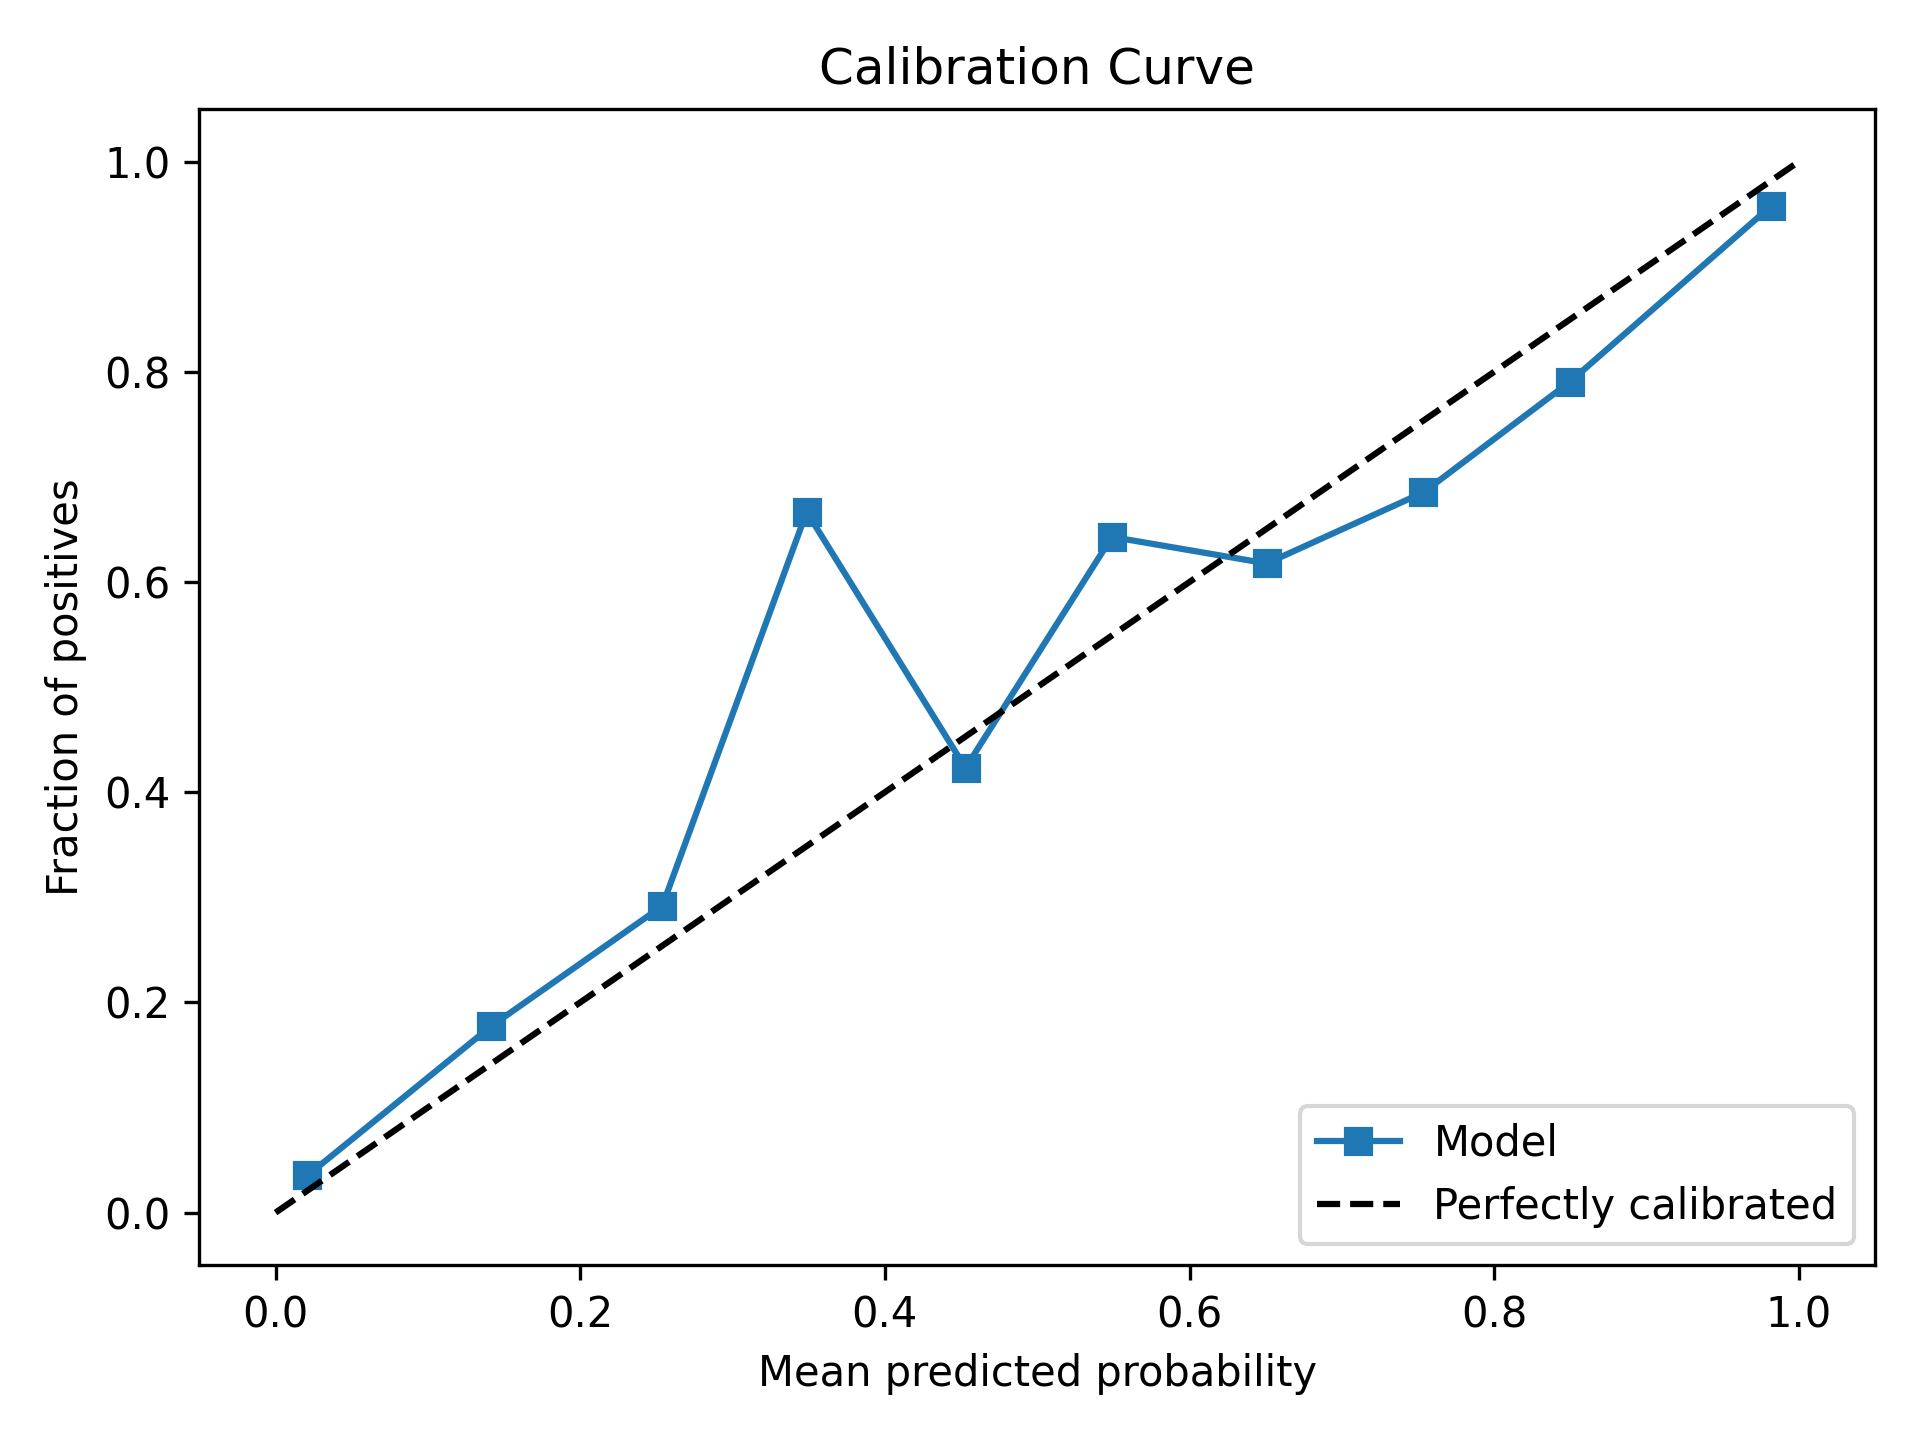 Calibration Curve
1.0
0.8
0.6
0.4
0.2
0.0
Fraction of positives
0.0 0.2 0.4 0.6 0.8 1.0
Mean predicted probability
Model
Perfectly calibrated